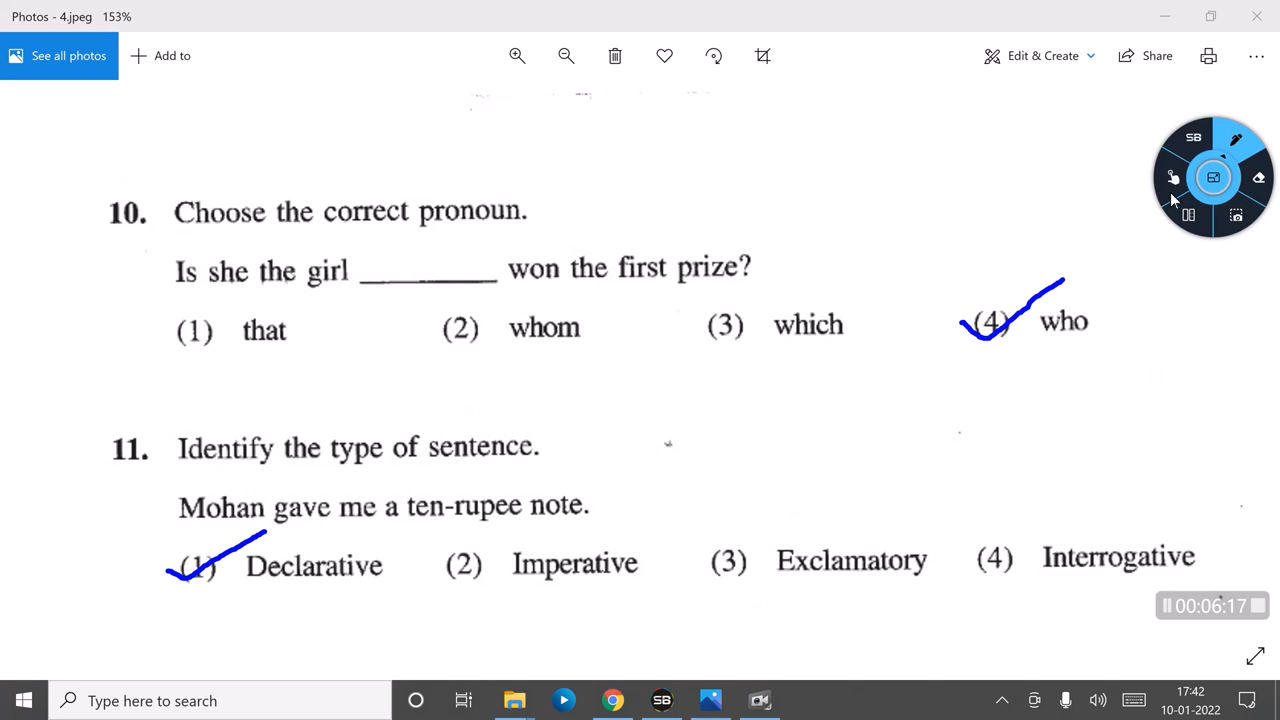 Photos - 4.jpeg 153%
See all photos
Add to
Edit & Create
Share
SB
10. Choose the correct pronoun.
Is she the girl __________ won the first prize?
(1) that (2) whom (3) which (4) who
11. Identify the type of sentence.
Mohan gave me a ten-rupee note.
(1) Declarative (2) Imperative (3) Exclamatory (4) Interrogative
00:06:17
Type here to search
SB
17:42
10-01-2022